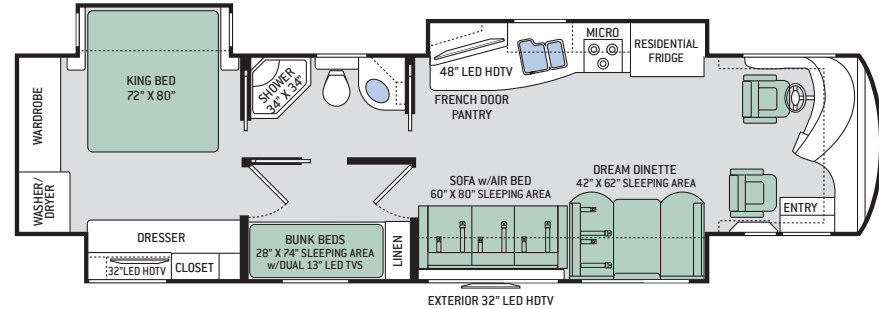 KING BED
72" X 80"
WARDROBE
WASHER/
DRYER
SHOWER
34" X 34"
48" LED HDTV
MICRO
RESIDENTIAL
FRIDGE
FRENCH DOOR
PANTRY
SOFA w/AIR BED
60" X 80" SLEEPING AREA
DREAM DINETTE
42" X 62" SLEEPING AREA
ENTRY
DRESSER
32"LED HDTV
CLOSET
BUNK BEDS
28" X 74" SLEEPING AREA
w/DUAL 13" LED TVS
LINEN
EXTERIOR 32" LED HDTV